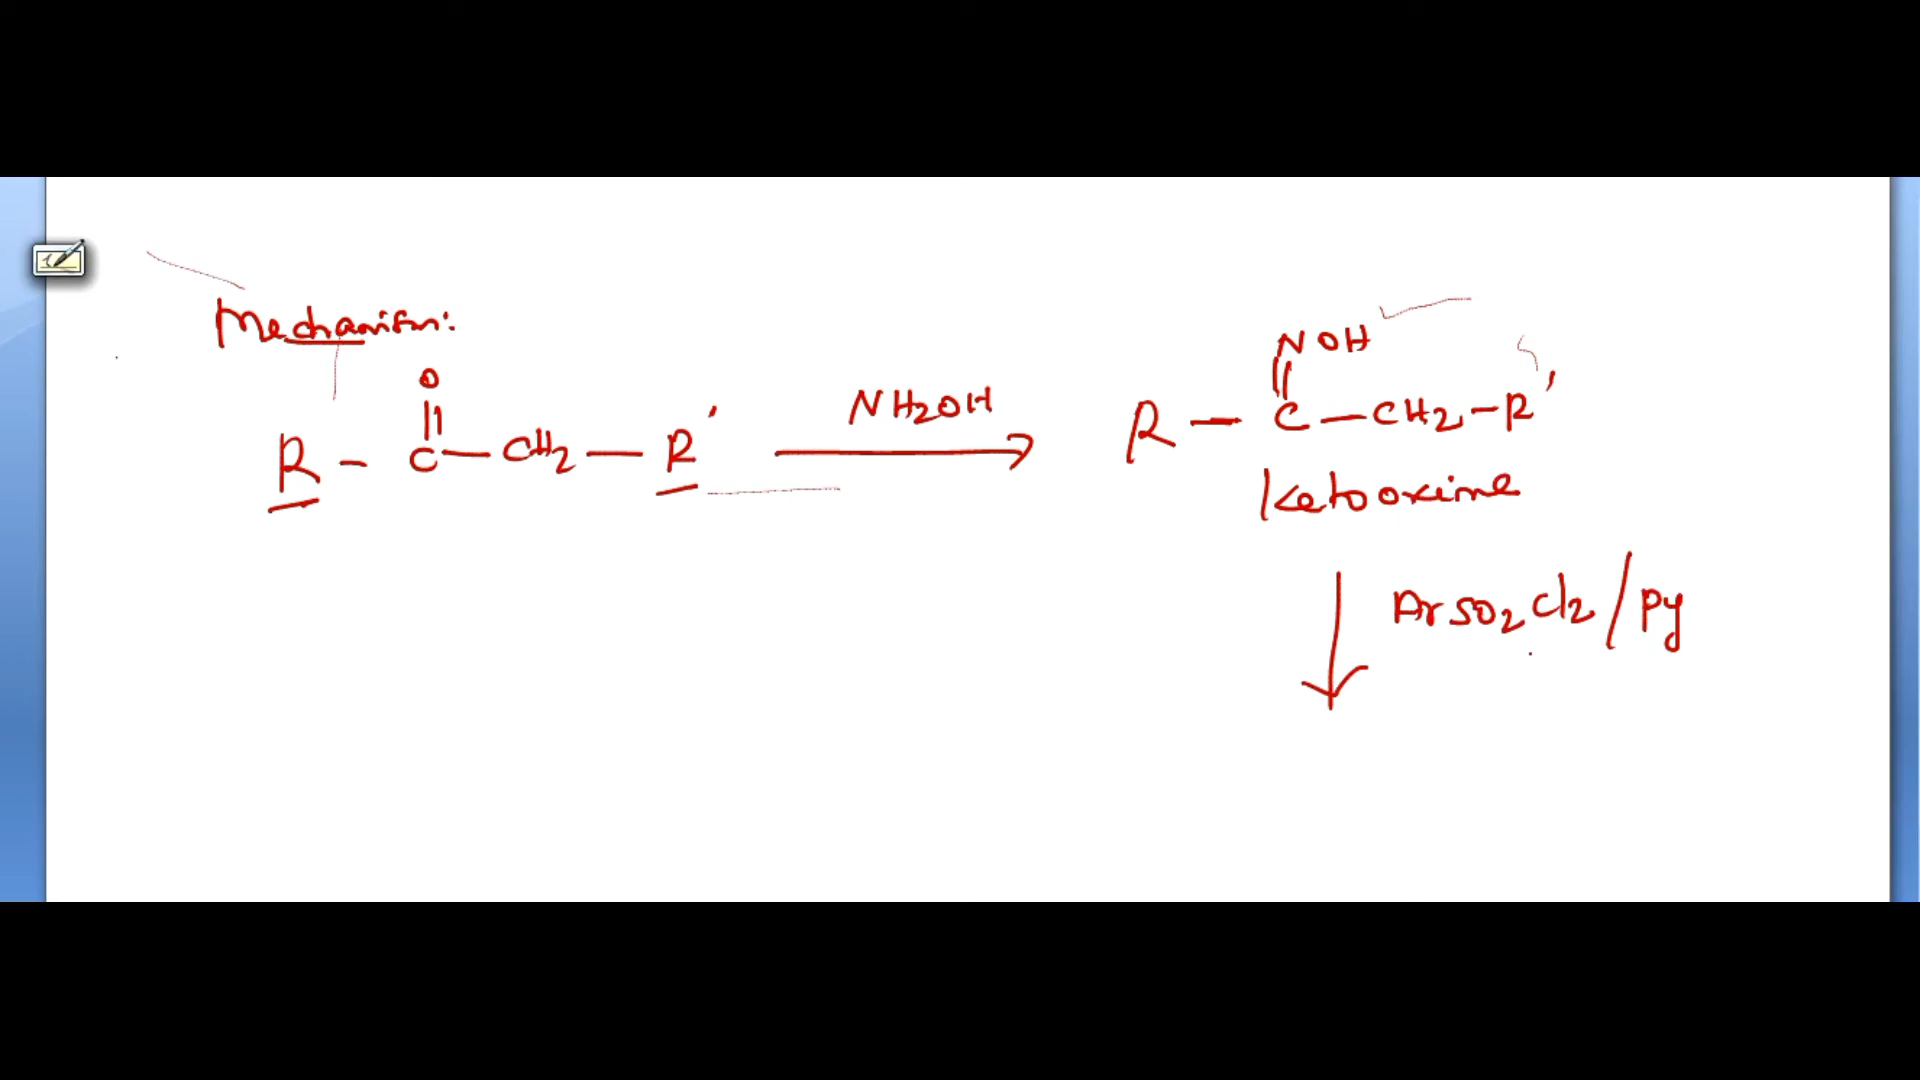 Mechanism:
O
||
R - C - CH2 - R'
NH2OH
NOH
||
R - C - CH2 - R'
Ketooxime
ArSO2Cl2/Py